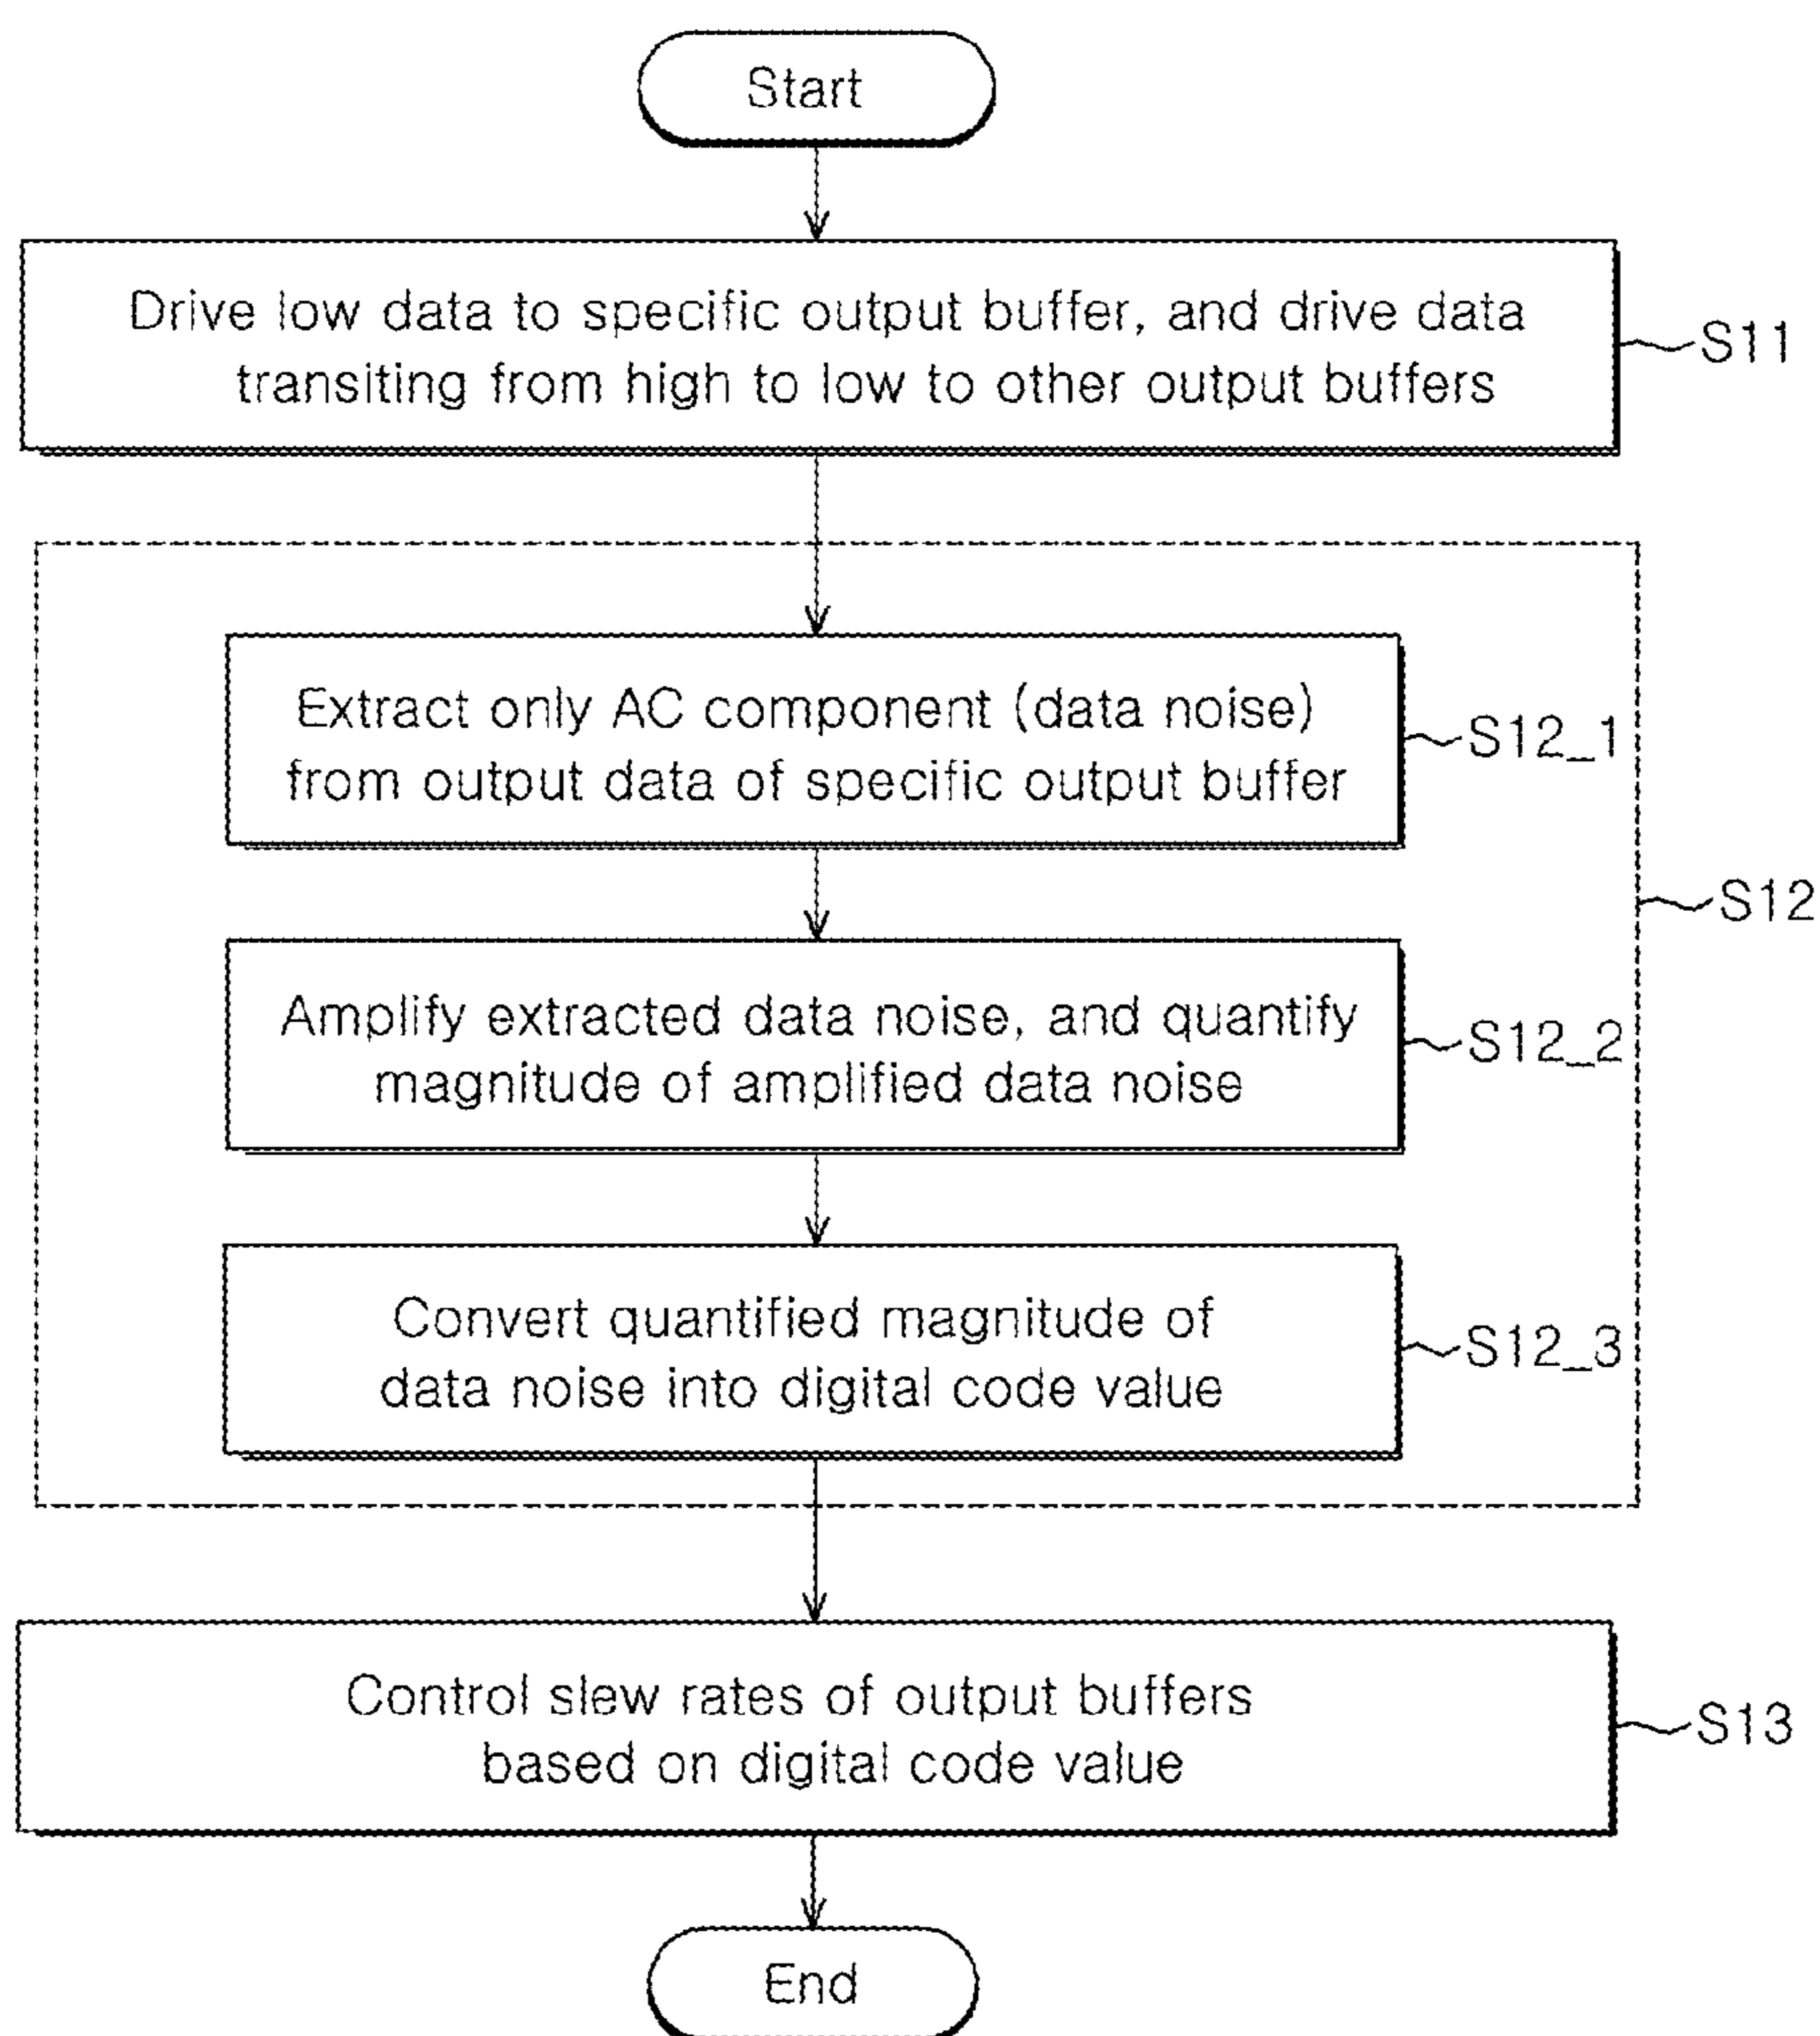 Start
Drive low data to specific output buffer, and drive data
transiting from high to low to other output buffers
S11
Extract only AC component (data noise)
from output data of specific output buffer
S12_1
S12
Amplify extracted data noise, and quantify
magnitude of amplified data noise
S12_2
Convert quantified magnitude of
data noise into digital code value
S12_3
Control slew rates of output buffers
based on digital code value
S13
End